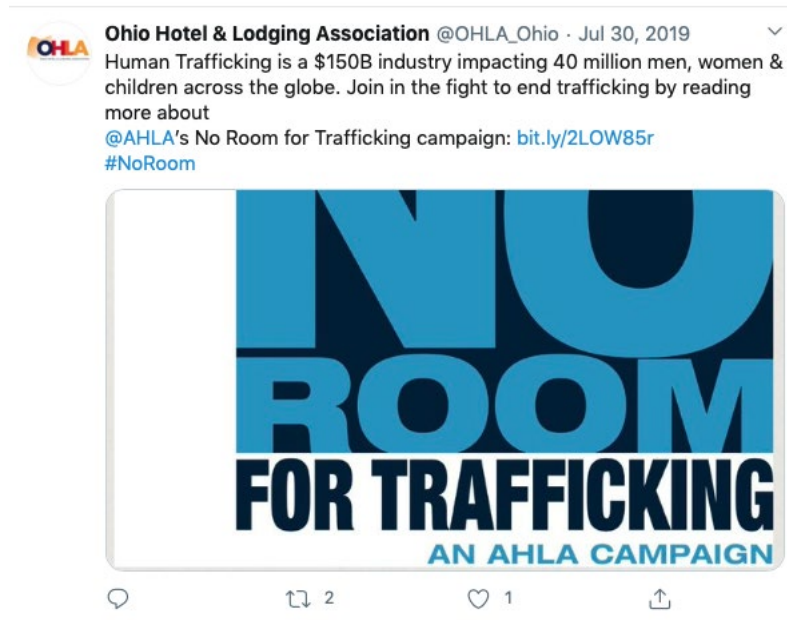 OHLA
Ohio Hotel & Lodging Association @OHLA_Ohio · Jul 30, 2019
Human Trafficking is a $150B industry impacting 40 million men, women &
children across the globe. Join in the fight to end trafficking by reading
more about
@AHLA's No Room for Trafficking campaign: bit.ly/2LOW85r
#NoRoom
NO
ROOM
FOR TRAFFICKING
AN AHLA CAMPAIGN
2
1